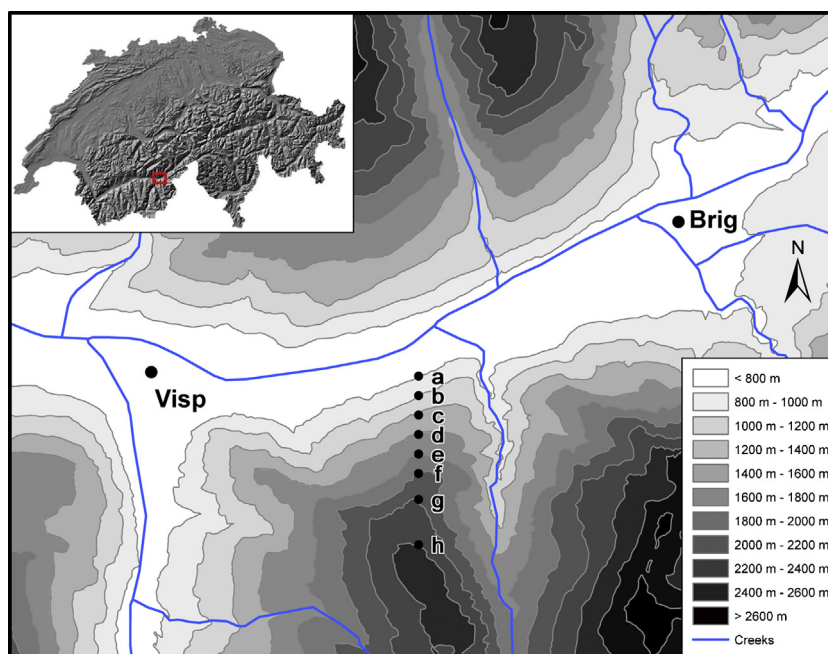 Brig
N
Visp
a
b
c
d
e
f
g
h
< 800 m
800 m - 1000 m
1000 m - 1200 m
1200 m - 1400 m
1400 m - 1600 m
1600 m - 1800 m
1800 m - 2000 m
2000 m - 2200 m
2200 m - 2400 m
2400 m - 2600 m
> 2600 m
Creeks